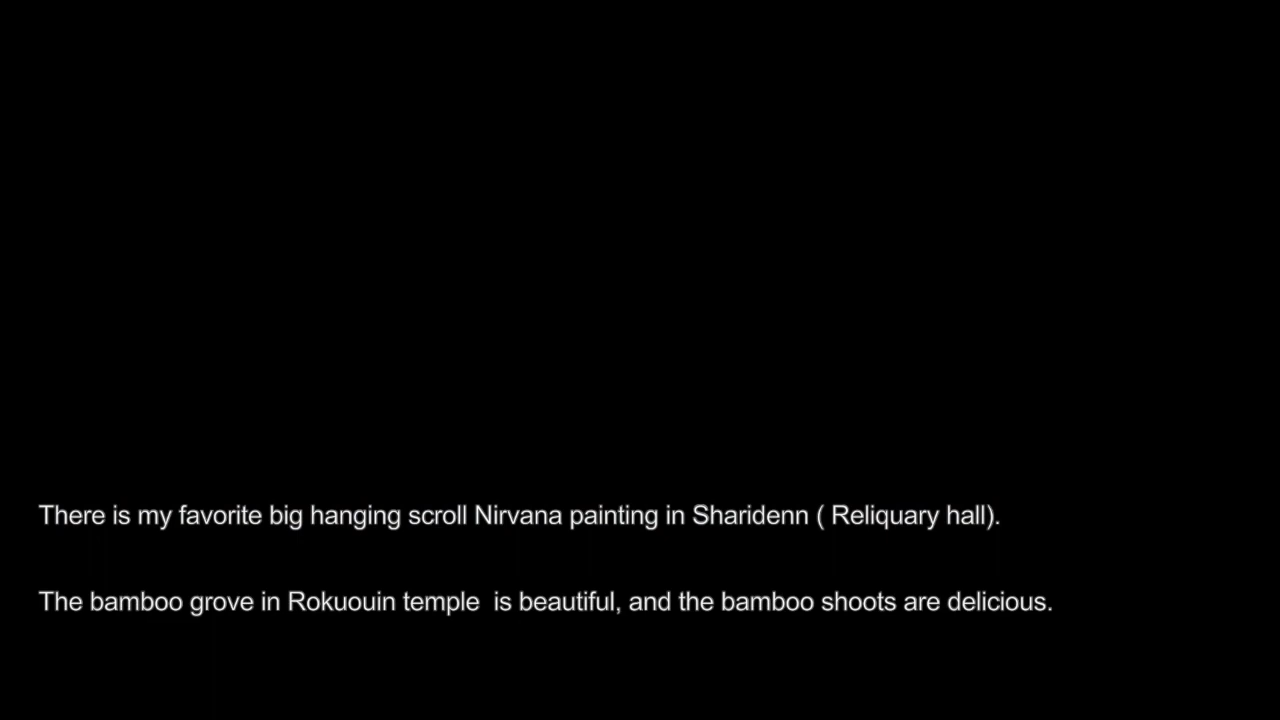 There is my favorite big hanging scroll Nirvana painting in Sharidenn ( Reliquary hall).
The bamboo grove in Rokuouin temple  is beautiful, and the bamboo shoots are delicious.